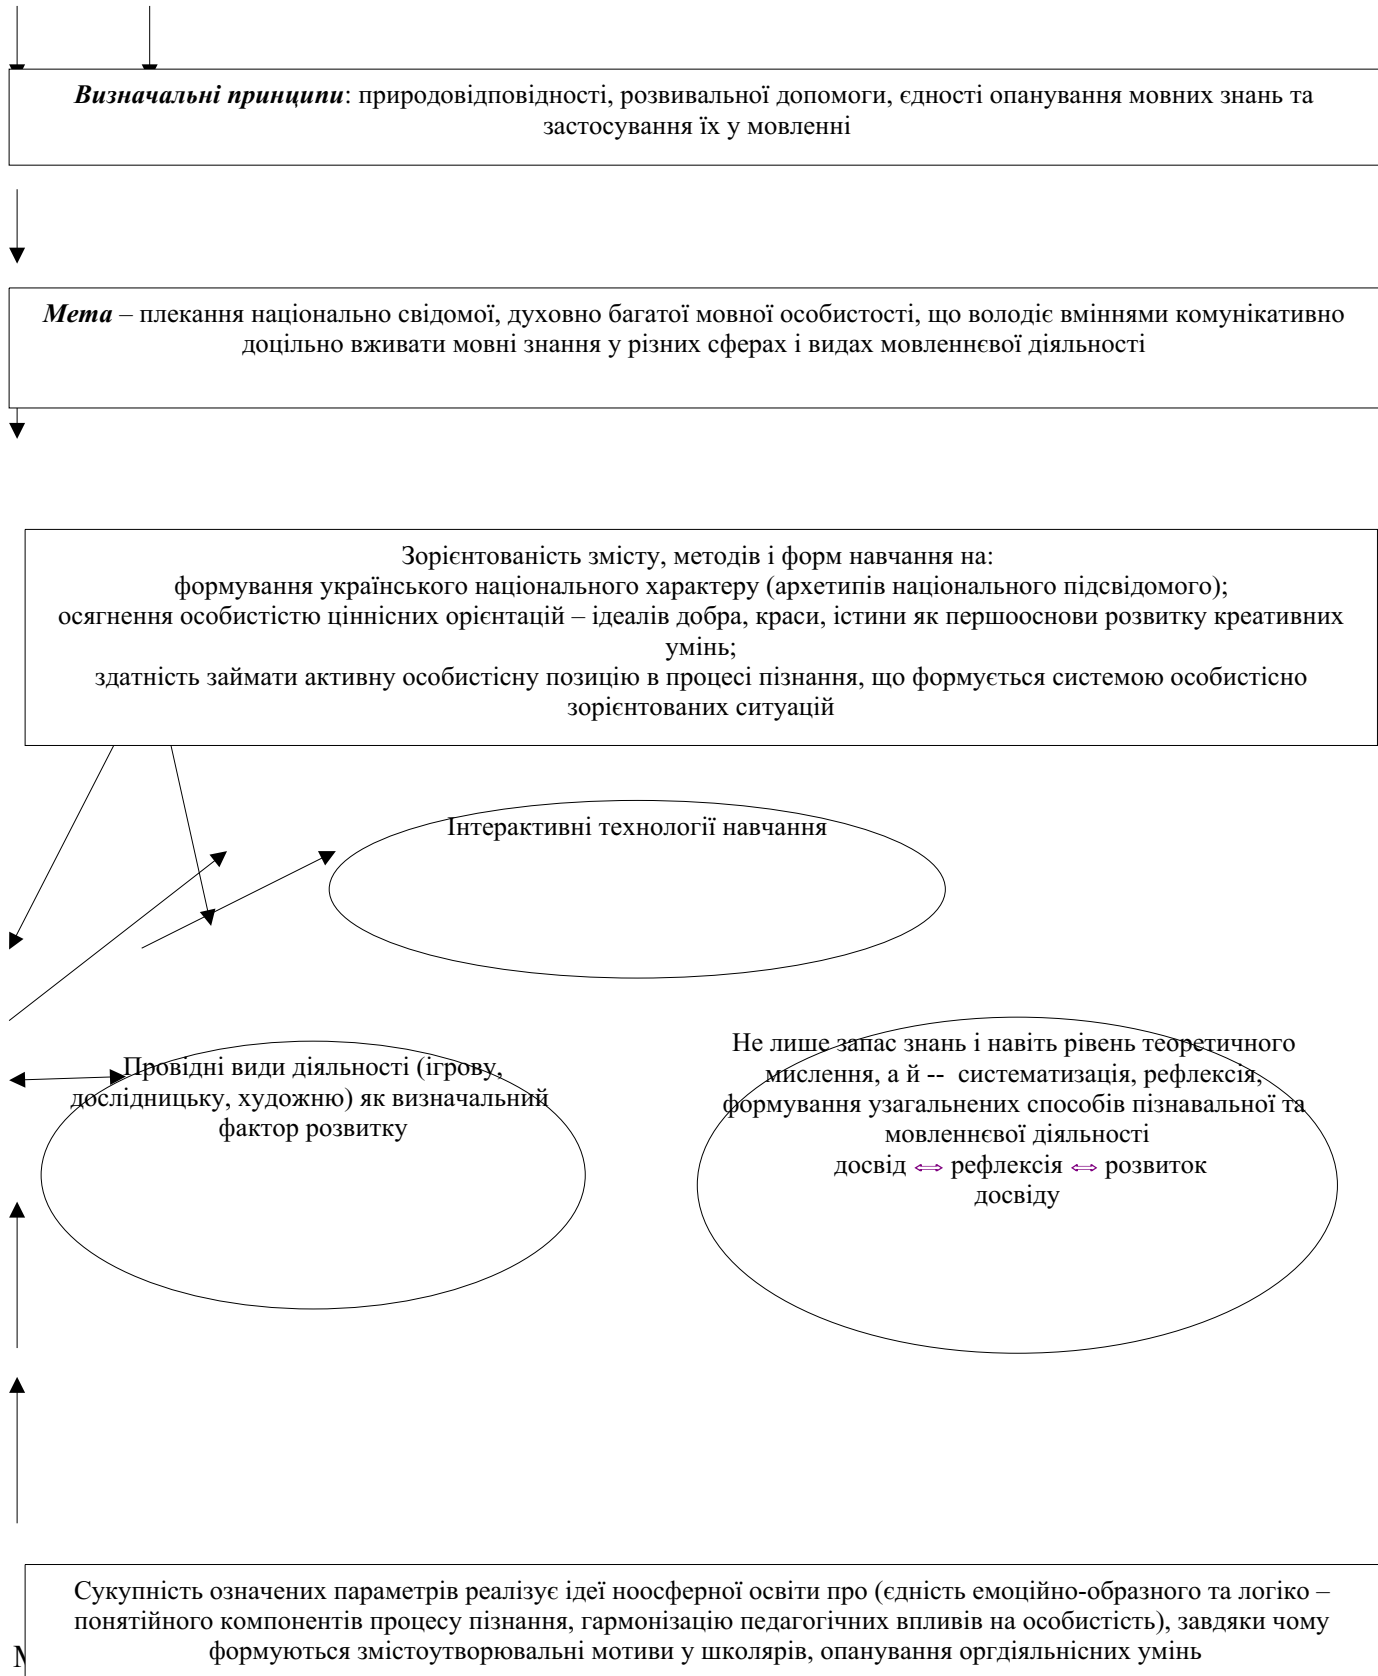 Визначальні принципи: природовідповідності, розвивальної допомоги, єдності опанування мовних знань та
застосування їх у мовленні
Мета – плекання національно свідомої, духовно багатої мовної особистості, що володіє вміннями комунікативно
доцільно вживати мовні знання у різних сферах і видах мовленнєвої діяльності
Зорієнтованість змісту, методів і форм навчання на:
формування українського національного характеру (архетипів національного підсвідомого);
осягнення особистістю ціннісних орієнтацій – ідеалів добра, краси, істини як першооснови розвитку креативних
умінь;
здатність займати активну особистісну позицію в процесі пізнання, що формується системою особистісно
зорієнтованих ситуацій
Інтерактивні технології навчання
Провідні види діяльності (ігрову,
дослідницьку, художню) як визначальний
фактор розвитку
Не лише запас знань і навіть рівень теоретичного
мислення, а й -- систематизація, рефлексія,
формування узагальнених способів пізнавальної та
мовленнєвої діяльності
досвід ⇔ рефлексія ⇔ розвиток
досвіду
Сукупність означених параметрів реалізує ідеї ноосферної освіти про (єдність емоційно-образного та логіко –
понятійного компонентів процесу пізнання, гармонізацію педагогічних впливів на особистість), завдяки чому
формуються змістоутворювальні мотиви у школярів, опанування оргдіяльнісних умінь